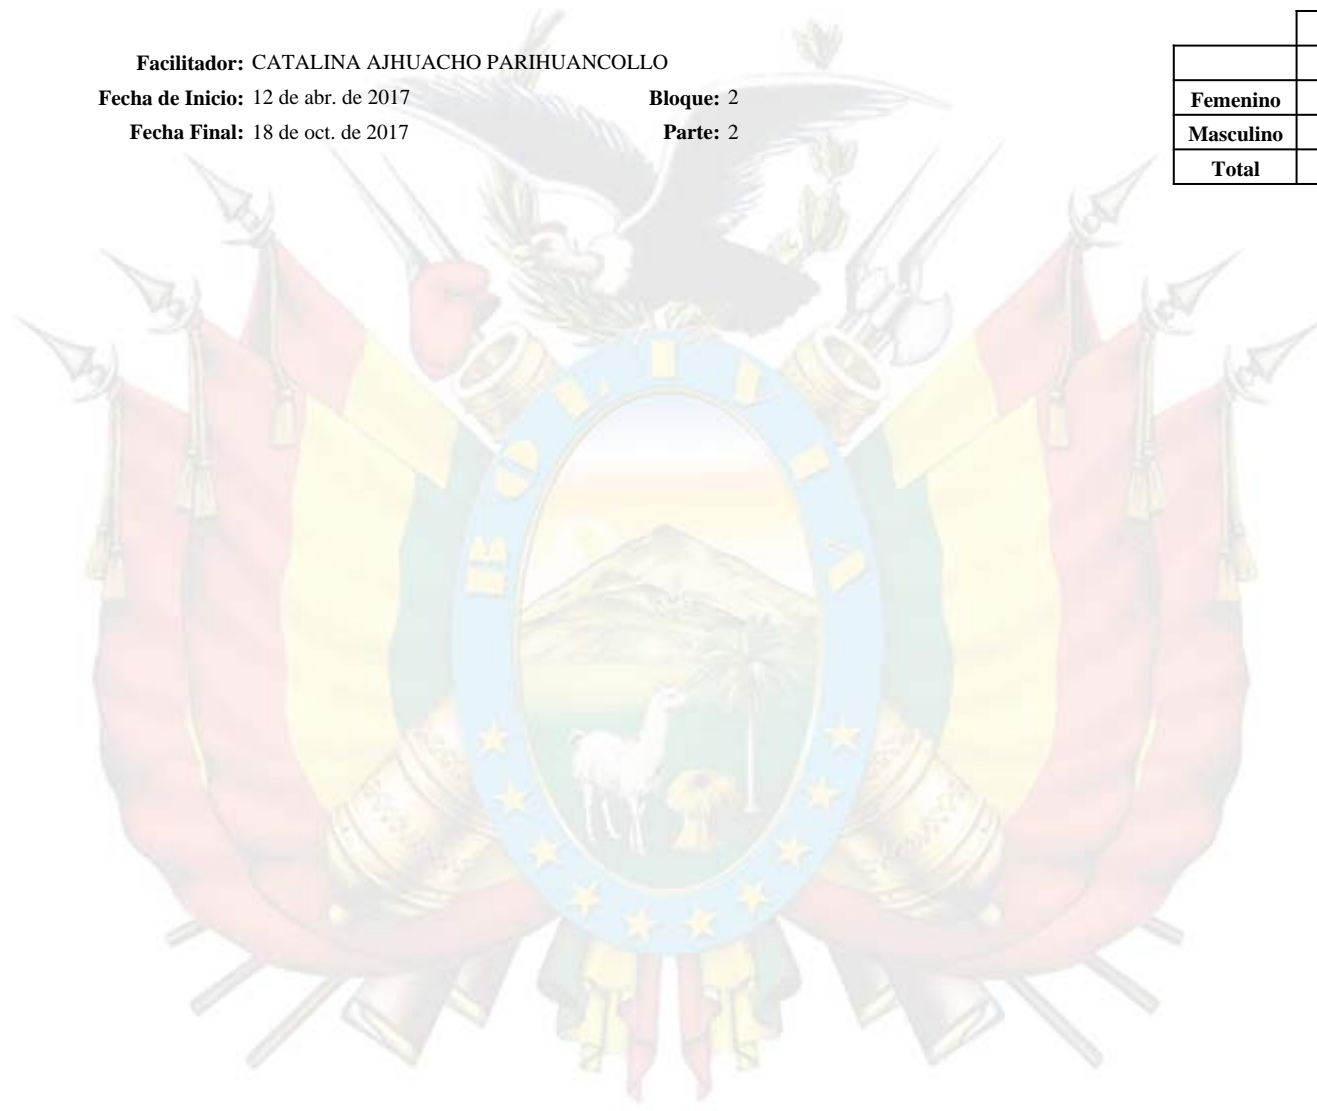 Facilitador: CATALINA AJHUACHO PARIHUANCOLLO
Fecha de Inicio: 12 de abr. de 2017 Bloque: 2
Fecha Final: 18 de oct. de 2017 Parte: 2
Femenino
Masculino
Total
BOLIVIA